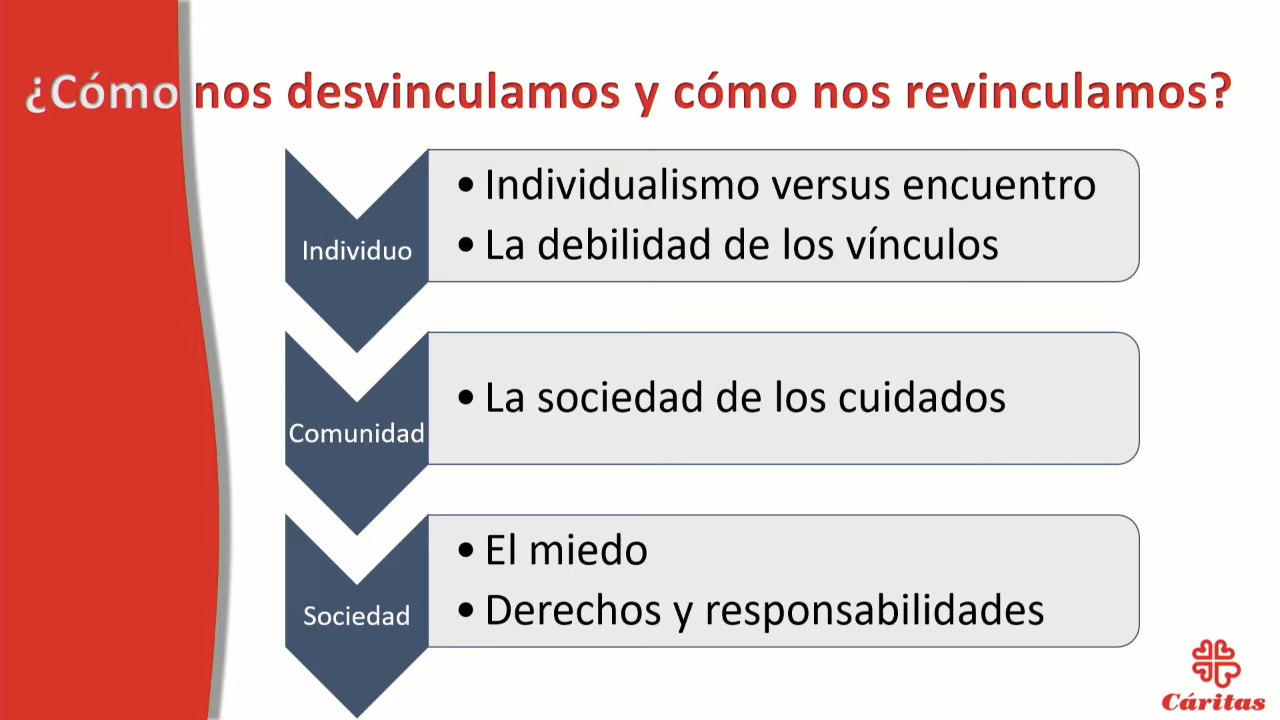 ¿Cómo nos desvinculamos y cómo nos revinculamos?
Individuo
• Individualismo versus encuentro
• La debilidad de los vínculos
Comunidad
• La sociedad de los cuidados
Sociedad
• El miedo
• Derechos y responsabilidades
Cáritas